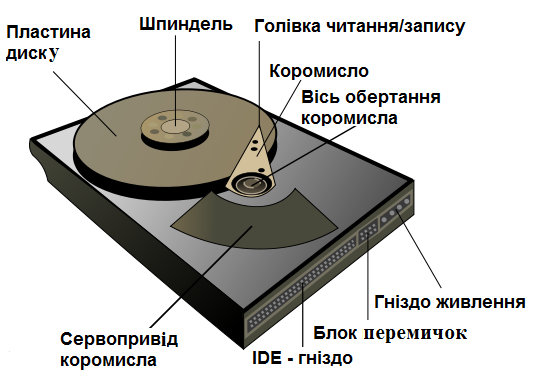 Пластина
диску
Шпиндель
Голівка читання/запису
Коромисло
Вісь обертання
коромисла
Гніздо живлення
Блок перемичок
IDE - гніздо
Сервопривід
коромисла